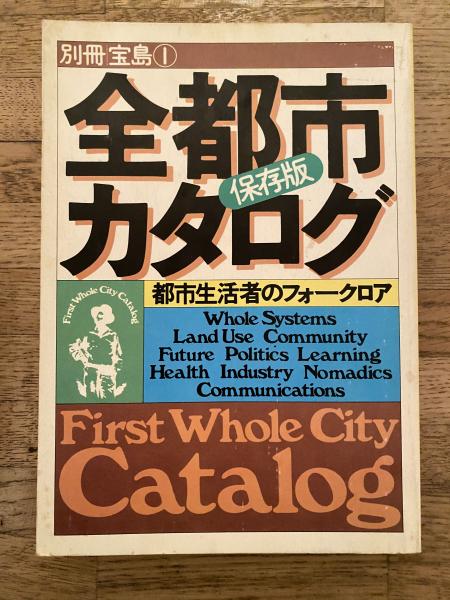 別冊宝島①
全都市
カタログ
保存版
都市生活者のフォークロア
First Whole City Catalog
Whole Systems
Land Use Community
Future Politics Learning
Health Industry Nomadics
Communications
First Whole City
Catalog